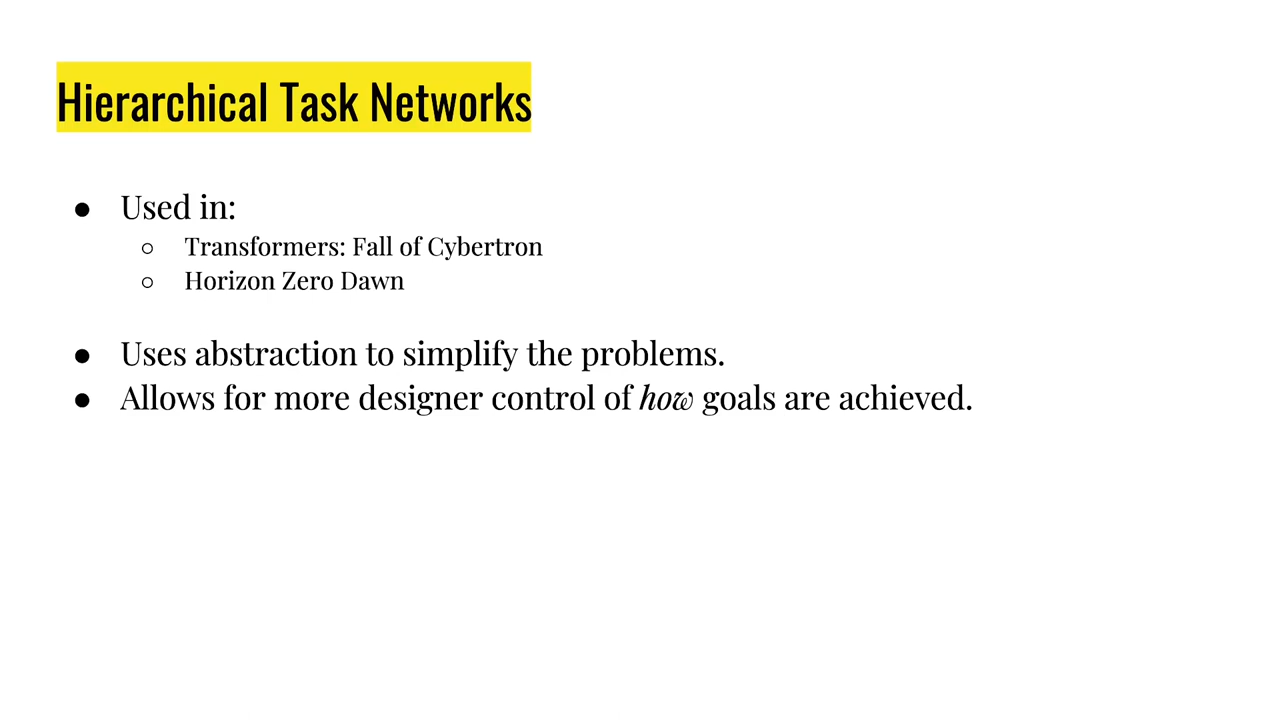 Hierarchical Task Networks
● Used in:
○ Transformers: Fall of Cybertron
○ Horizon Zero Dawn
● Uses abstraction to simplify the problems.
● Allows for more designer control of how goals are achieved.